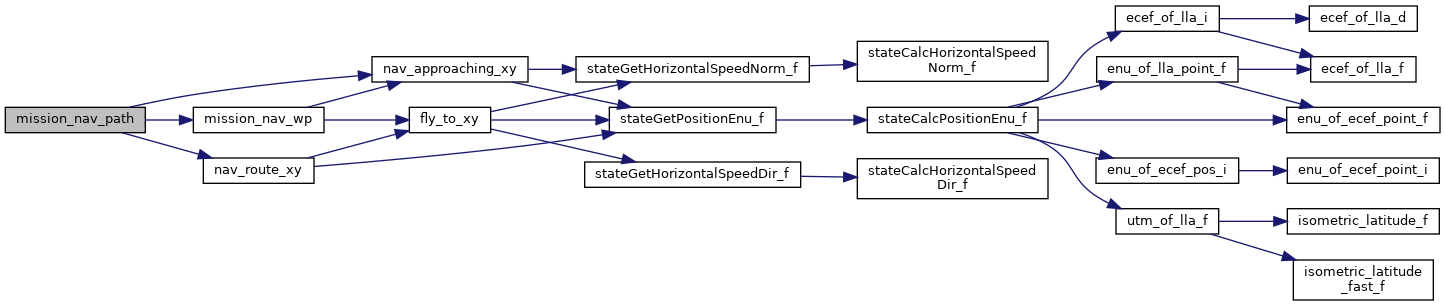 mission_nav_path
nav_approaching_xy
mission_nav_wp
nav_route_xy
fly_to_xy
stateGetHorizontalSpeedNorm_f
stateGetPositionEnu_f
stateGetHorizontalSpeedDir_f
stateCalcHorizontalSpeed
Norm_f
stateCalcPositionEnu_f
stateCalcHorizontalSpeed
Dir_f
ecef_of_lla_i
enu_of_lla_point_f
enu_of_ecef_pos_i
utm_of_lla_f
ecef_of_lla_d
ecef_of_lla_f
enu_of_ecef_point_f
enu_of_ecef_point_i
isometric_latitude_f
isometric_latitude
_fast_f